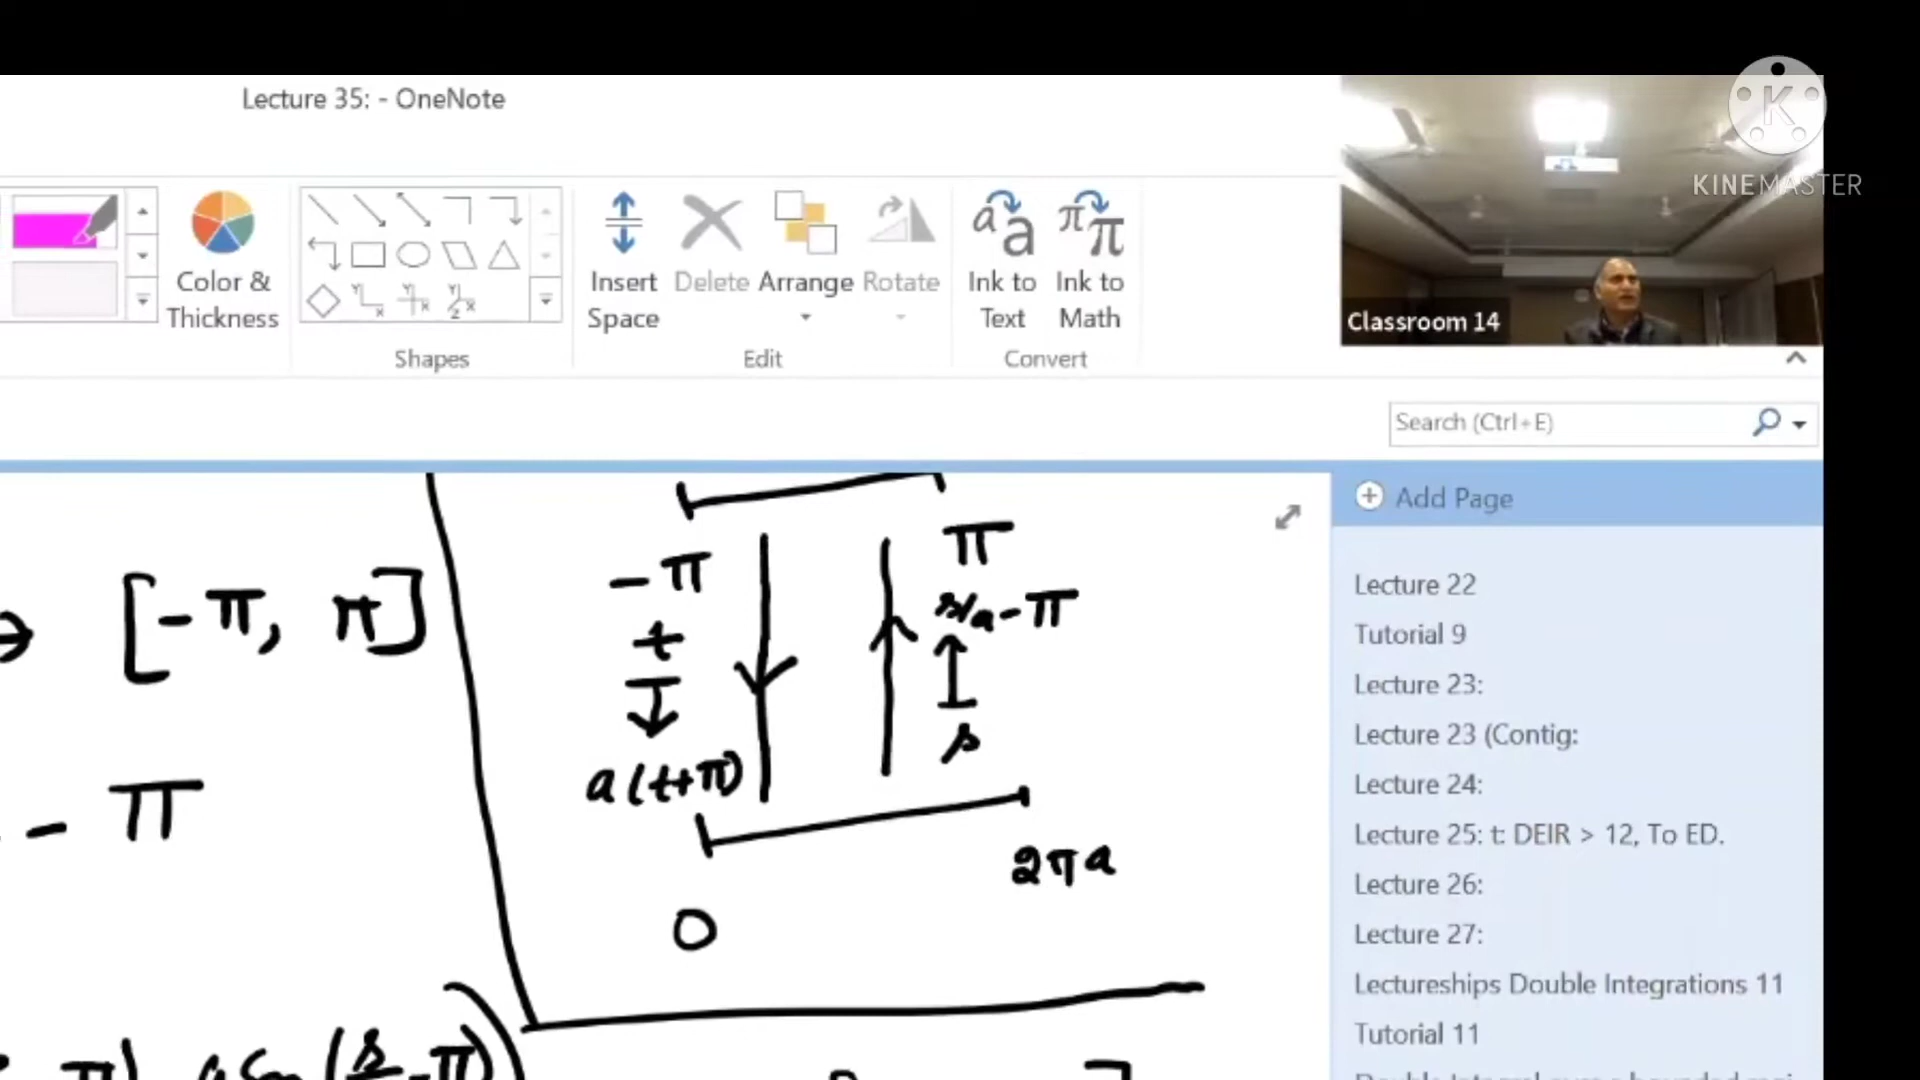 Lecture 35: - OneNote
K
KINEMASTER
Color &
Thickness
Shapes
Insert
Space
Delete
Arrange
Rotate
Edit
Ink to
Text
Ink to
Math
Convert
Classroom 14
Search (Ctrl+E)
Add Page
Lecture 22
Tutorial 9
Lecture 23:
Lecture 23 (Contig:
Lecture 24:
Lecture 25: t: DEIR > 12, To ED.
Lecture 26:
Lecture 27:
Lectureships Double Integrations 11
Tutorial 11
→ [-π, π]
- π
-π
π
t
↓
a(t+π)
s/a-π
↑
s
0
2πa